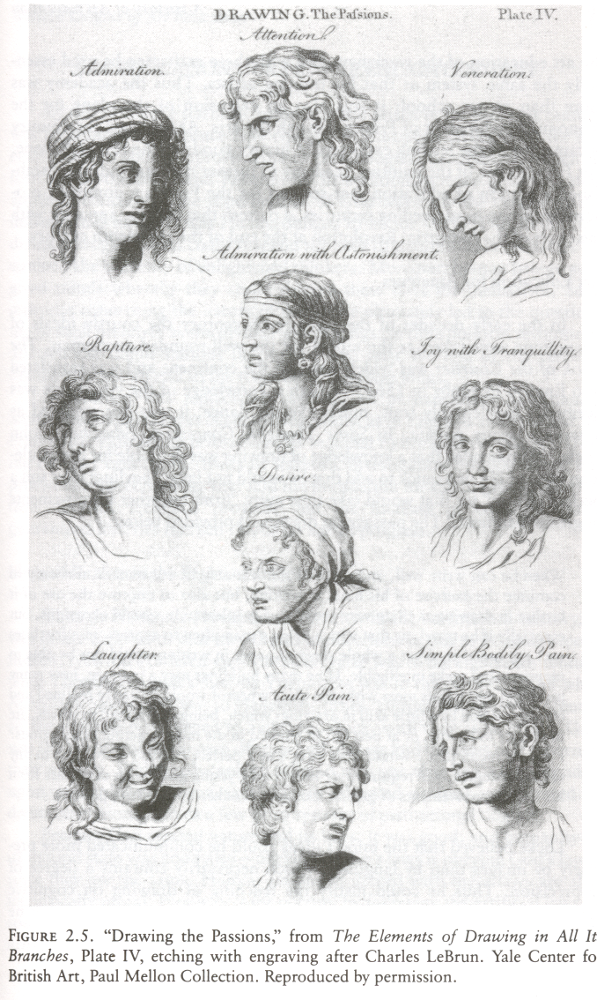 DRAWING. The Paſsions. Plate IV.
Attention.
Admiration.
Veneration.
Admiration with Astonishment.
Rapture.
Joy with Tranquillity.
Desire.
Laughter.
Simple Bodily Pain.
Acute Pain.
FIGURE 2.5. “Drawing the Passions,” from The Elements of Drawing in All It
Branches, Plate IV, etching with engraving after Charles LeBrun. Yale Center fo
British Art, Paul Mellon Collection. Reproduced by permission.